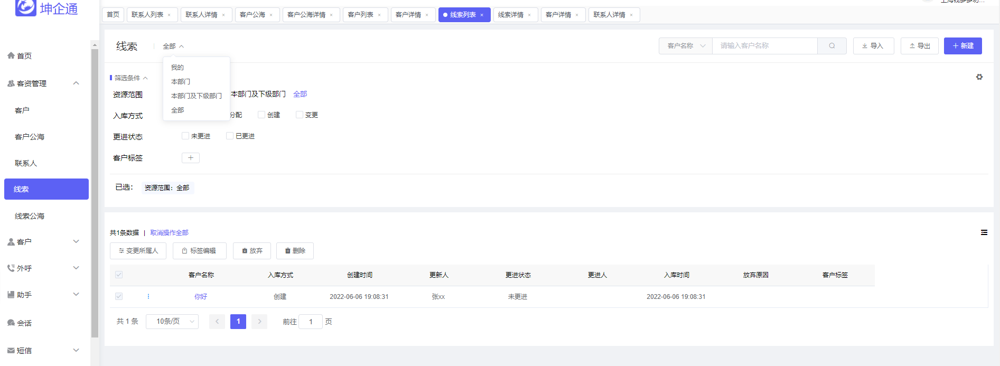 坤企通
首页
客资管理
客户
客户公海
联系人
线索
线索公海
客户
外呼
助手
会话
短信
首页 联系人列表 × 联系人详情 × 客户公海 × 客户公海详情 × 客户列表 × 客户详情 × 线索列表 × 线索详情 × 客户详情 × 联系人详情 ×
线索 全部 客户名称 请输入客户名称 导入 导出 新建
我的
本部门
本部门及下级部门
全部
筛选条件
资源范围 本部门及下级部门 全部
入库方式 分配 创建 变更
更进状态 未更进 已更进
客户标签 +
已选： 资源范围：全部
共1条数据 | 取消操作全部
变更所属人 标签编辑 放弃 删除
客户名称 入库方式 创建时间 更新人 更进状态 更进人 入库时间 放弃原因 客户标签
你好 创建 2022-06-06 19:08:31 张xx 未更进 2022-06-06 19:08:31
共 1 条 10条/页 < 1 > 前往 1 页